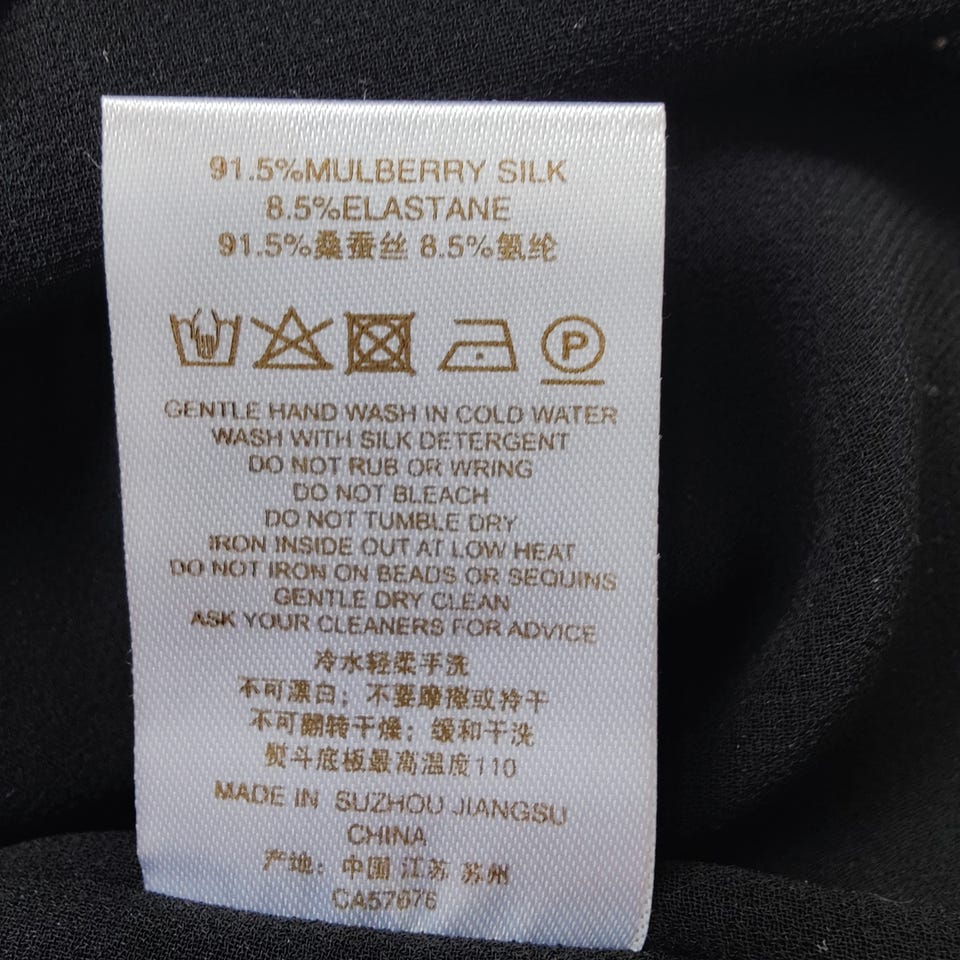 91.5%MULBERRY SILK
8.5%ELASTANE
91.5%桑蚕丝 8.5%氨纶
P
GENTLE HAND WASH IN COLD WATER
WASH WITH SILK DETERGENT
DO NOT RUB OR WRING
DO NOT BLEACH
DO NOT TUMBLE DRY
IRON INSIDE OUT AT LOW HEAT
DO NOT IRON ON BEADS OR SEQUINS
GENTLE DRY CLEAN
ASK YOUR CLEANERS FOR ADVICE
冷水轻柔手洗
不可漂白；不要摩擦或拎干
不可翻转干燥；缓和干洗
熨斗底板最高温度110
MADE IN SUZHOU JIANGSU
CHINA
产地：中国 江苏 苏州
CA57676